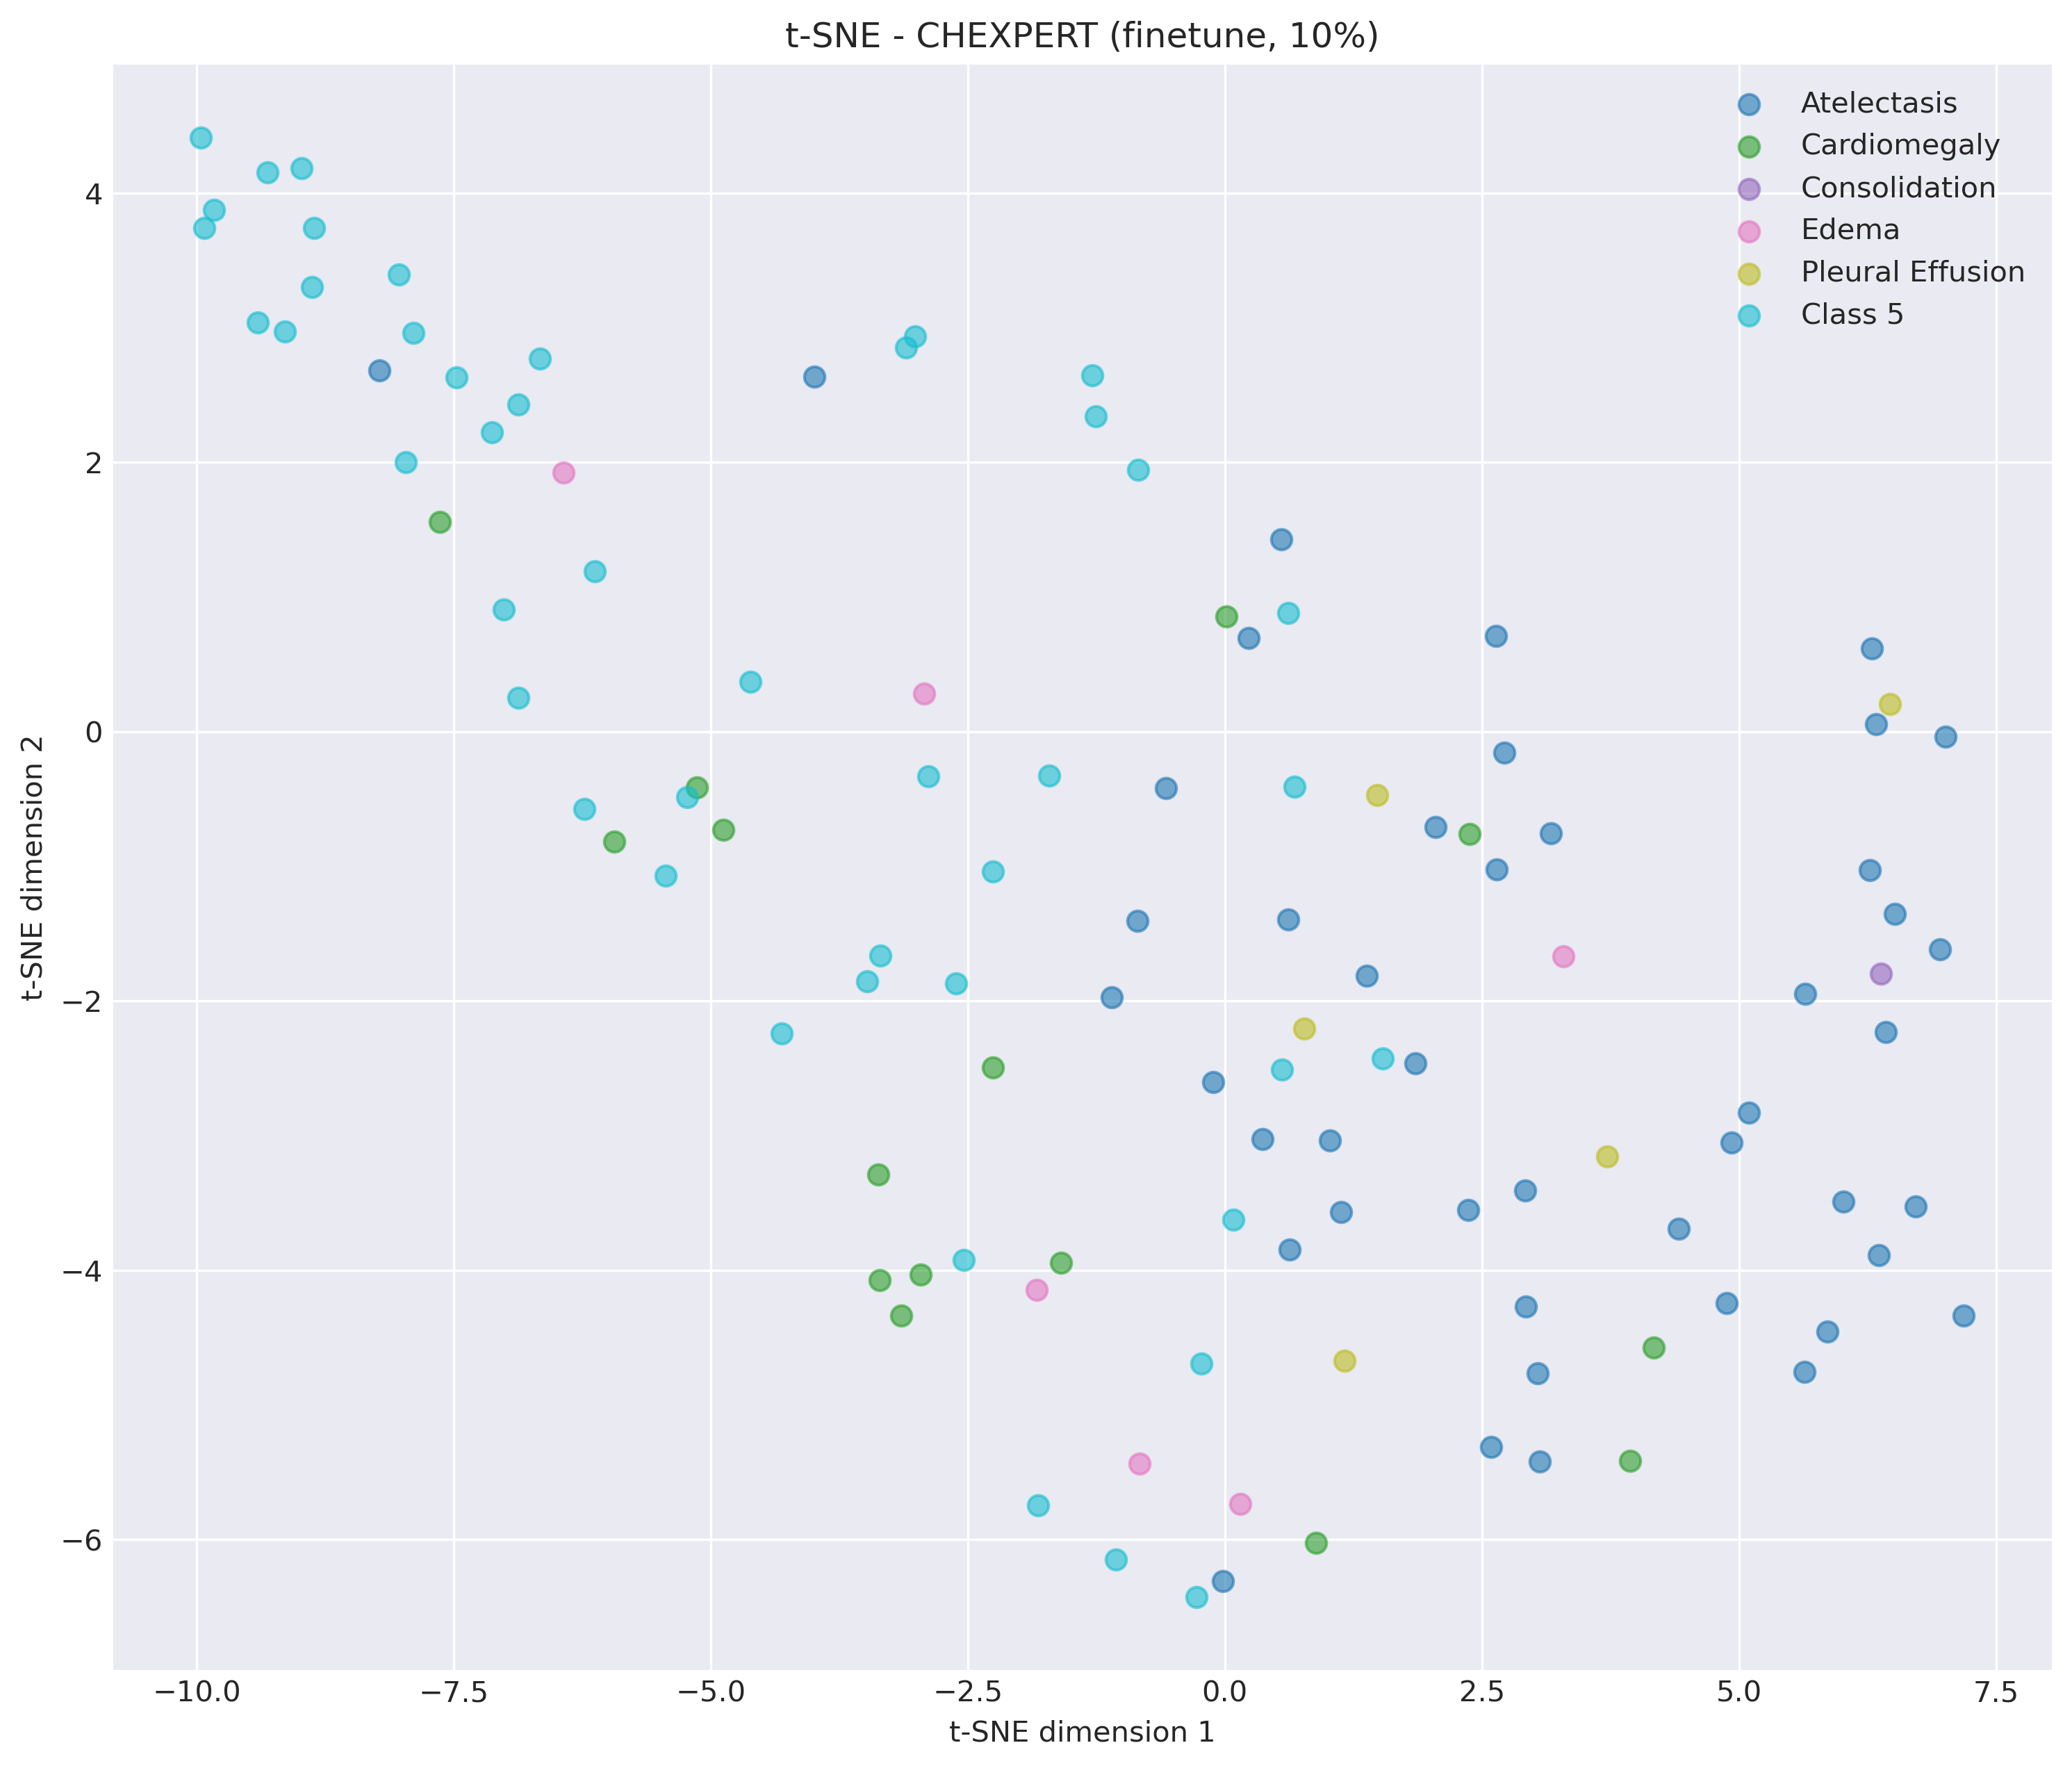 t-SNE - CHEXPERT (finetune, 10%)
Atelectasis
Cardiomegaly
Consolidation
Edema
Pleural Effusion
Class 5
t-SNE dimension 2
4
2
0
−2
−4
−6
−10.0 −7.5 −5.0 −2.5 0.0 2.5 5.0 7.5
t-SNE dimension 1